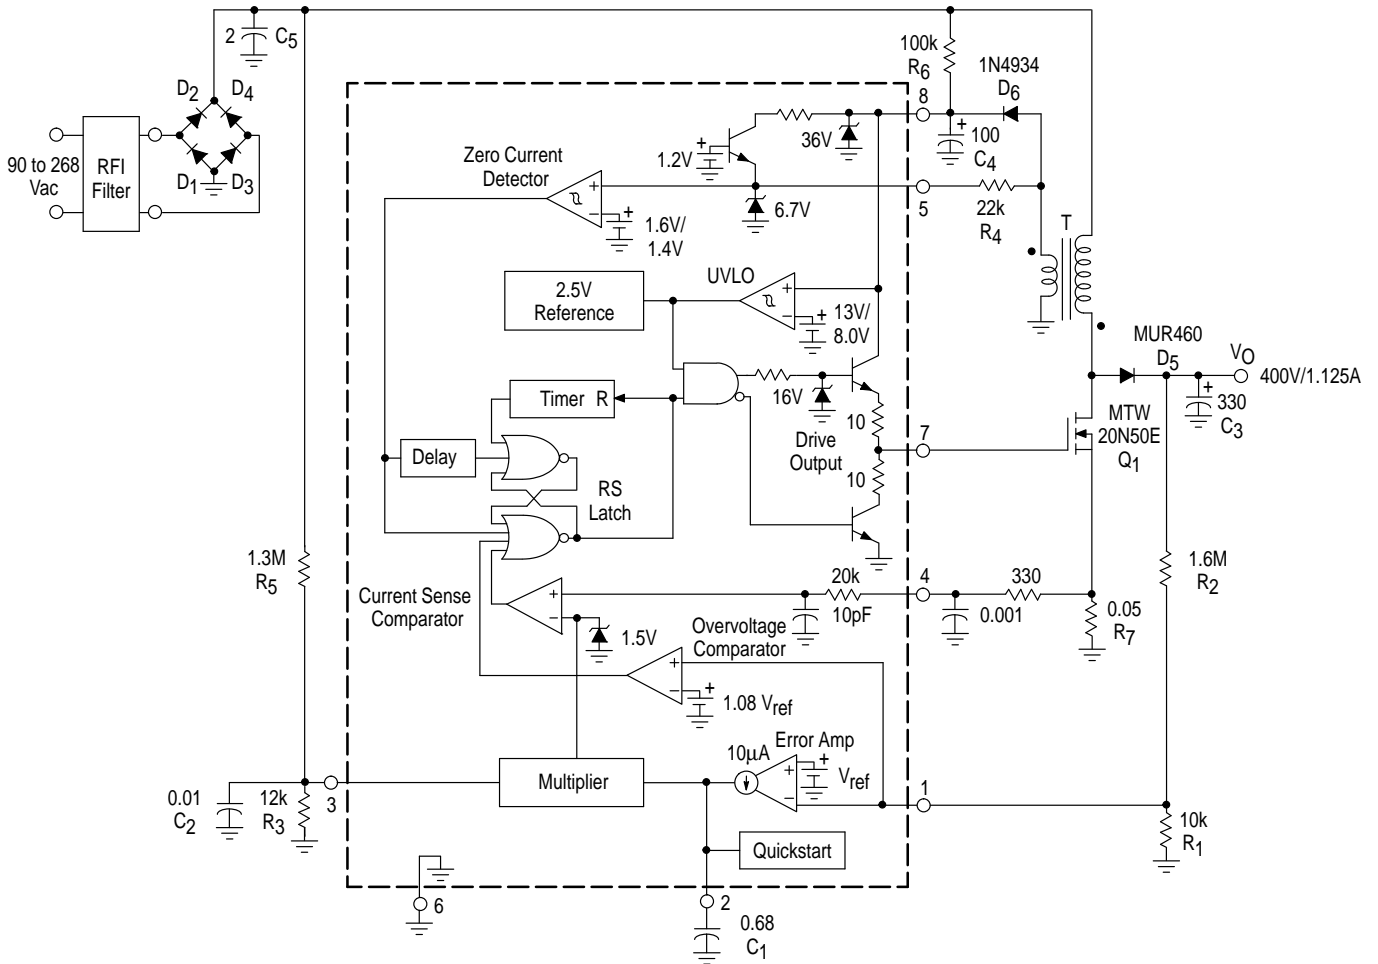 2 C5
100k
R6
1N4934
D6
8
D2 D4
36V
+
100
C4
1.2V
+
90 to 268
Vac
RFI
Filter
Zero Current
Detector
D1 D3
+
−
5
22k
R4
6.7V
+
1.6V/
1.4V
T
UVLO
2.5V
Reference
+
−
+
13V/
8.0V
MUR460
D5
VO
400V/1.125A
Timer R
16V
+
330
C3
10
MTW
20N50E
Q1
Drive
Output
7
Delay
10
RS
Latch
1.3M
R5
1.6M
R2
20k
4
330
Current Sense
Comparator
+
−
10pF
0.001
0.05
R7
1.5V
Overvoltage
Comparator
+
−
+
1.08 Vref
10µA
Error Amp
+
−
+
Vref
Multiplier
3
1
0.01
C2
12k
R3
10k
R1
Quickstart
6
2
0.68
C1